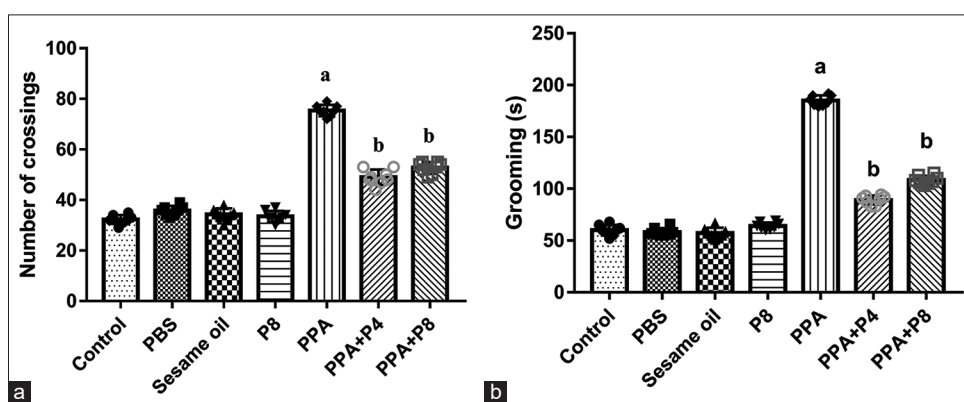 Number of crossings
100
80
60
40
20
0
a
b
b
Control
PBS
Sesame oil
P8
PPA
PPA+P4
PPA+P8
a
Grooming (s)
250
200
150
100
50
0
a
b
b
Control
PBS
Sesame oil
P8
PPA
PPA+P4
PPA+P8
b